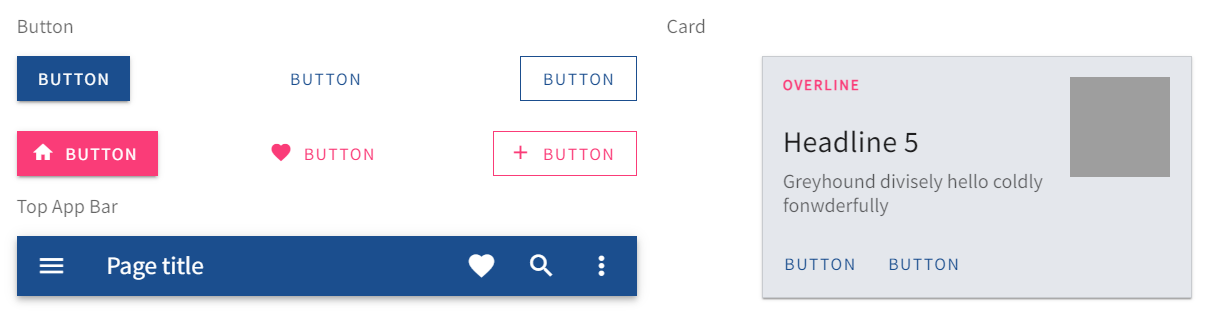 Button
BUTTON
BUTTON
BUTTON
BUTTON
BUTTON
BUTTON
Top App Bar
Page title
Card
OVERLINE
Headline 5
Greyhound divisely hello coldly
fonwderfully
BUTTON
BUTTON